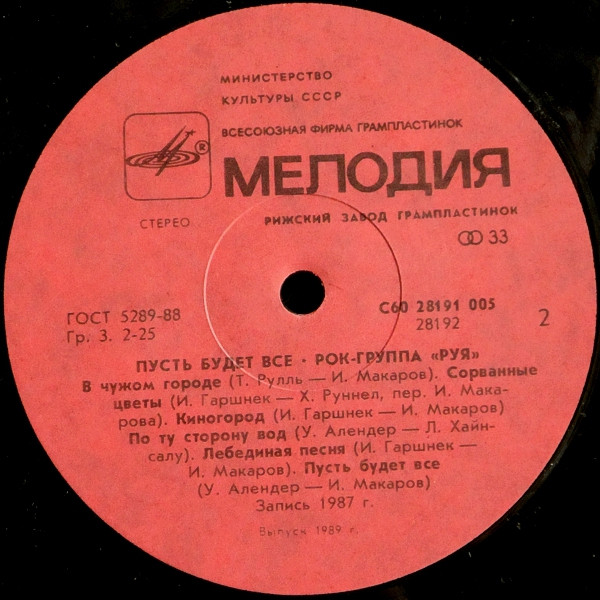 МИНИСТЕРСТВО
КУЛЬТУРЫ СССР
ВСЕСОЮЗНАЯ ФИРМА ГРАМПЛАСТИНОК
®
МЕЛОДИЯ
СТЕРЕО
РИЖСКИЙ ЗАВОД ГРАМПЛАСТИНОК
33
ГОСТ 5289-88
Гр. 3. 2-25
С60 28191 005
28192
2
ПУСТЬ БУДЕТ ВСЕ · РОК-ГРУППА «РУЯ»
В чужом городе (Т. Рулль — И. Макаров). Сорванные
цветы (И. Гаршнек — Х. Руннел, пер. И. Мака-
рова). Киногород (И. Гаршнек — И. Макаров)
По ту сторону вод (У. Алендер — Л. Хайн-
салу). Лебединая песня (И. Гаршнек —
И. Макаров). Пусть будет все
(У. Алендер — И. Макаров)
Запись 1987 г.
Выпуск 1989 г.